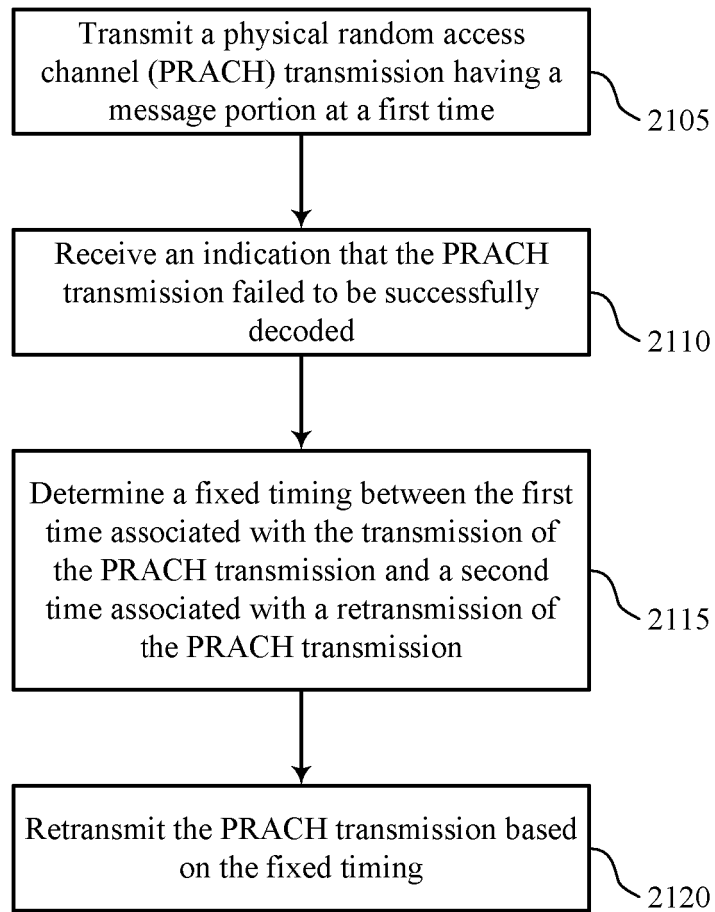 Transmit a physical random access
channel (PRACH) transmission having a
message portion at a first time
2105
Receive an indication that the PRACH
transmission failed to be successfully
decoded
2110
Determine a fixed timing between the first
time associated with the transmission of
the PRACH transmission and a second
time associated with a retransmission of
the PRACH transmission
2115
Retransmit the PRACH transmission based
on the fixed timing
2120